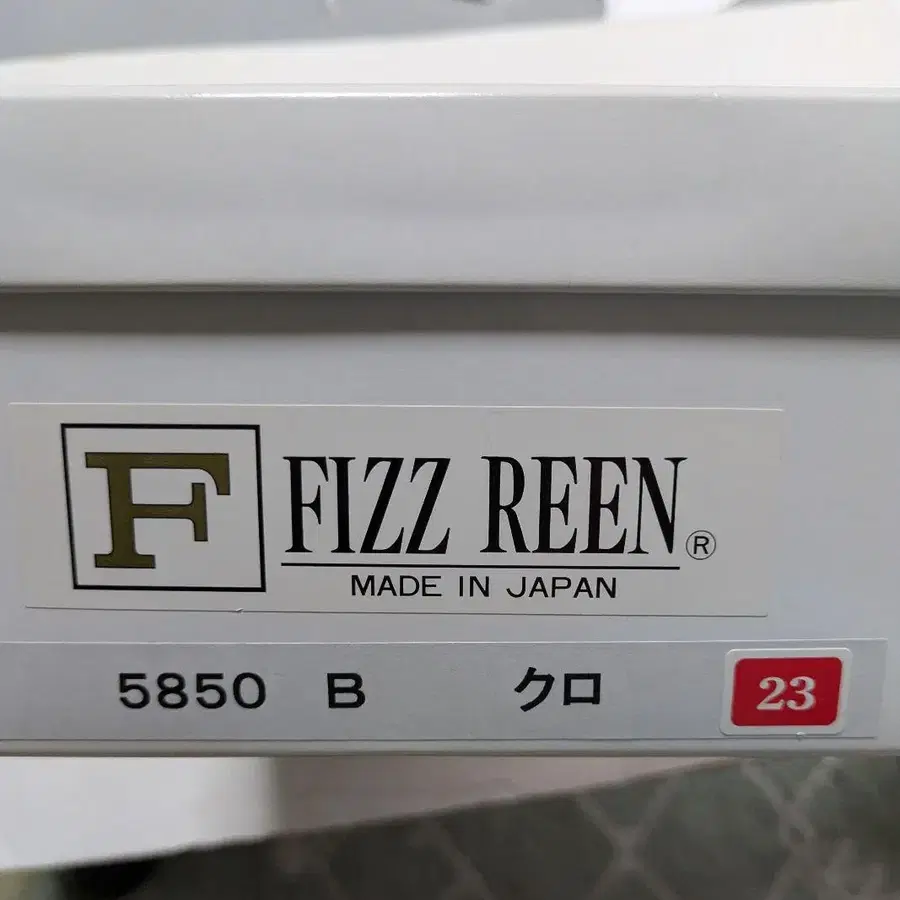 F FIZZ REEN®
MADE IN JAPAN
5850 B クロ 23